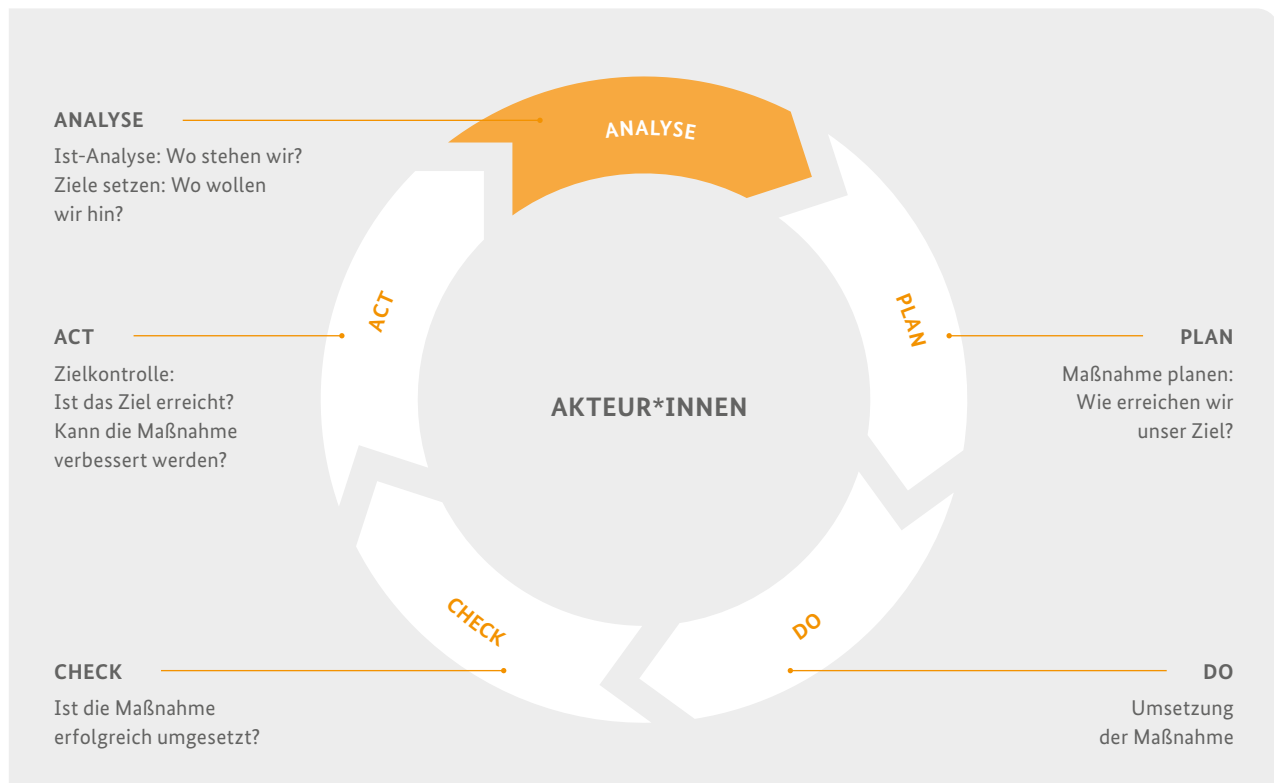 ANALYSE
Ist-Analyse: Wo stehen wir?
Ziele setzen: Wo wollen
wir hin?
ANALYSE
ACT
Zielkontrolle:
Ist das Ziel erreicht?
Kann die Maßnahme
verbessert werden?
ACT
AKTEUR*INNEN
PLAN
PLAN
Maßnahme planen:
Wie erreichen wir
unser Ziel?
CHECK
DO
CHECK
Ist die Maßnahme
erfolgreich umgesetzt?
DO
Umsetzung
der Maßnahme